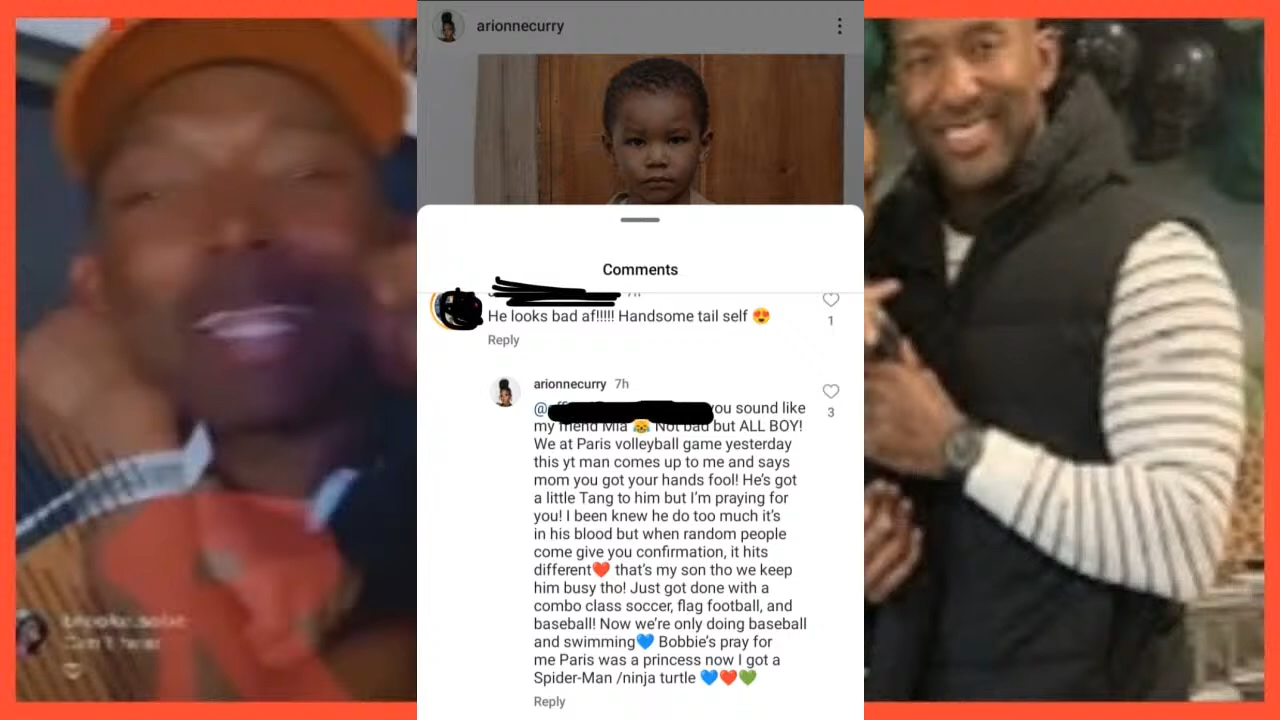 arionnecurry
Comments
He looks bad af!!!!! Handsome tail self 😍
1
Reply
arionnecurry 7h
@ you sound like
3
my friend Mia 😹 Not bad but ALL BOY!
We at Paris volleyball game yesterday
this yt man comes up to me and says
mom you got your hands fool! He’s got
a little Tang to him but I’m praying for
you! I been knew he do too much it’s
in his blood but when random people
come give you confirmation, it hits
different❤️ that’s my son tho we keep
him busy tho! Just got done with a
combo class soccer, flag football, and
baseball! Now we’re only doing baseball
and swimming💙 Bobbie’s pray for
me Paris was a princess now I got a
Spider-Man /ninja turtle 💙❤️💚
Reply